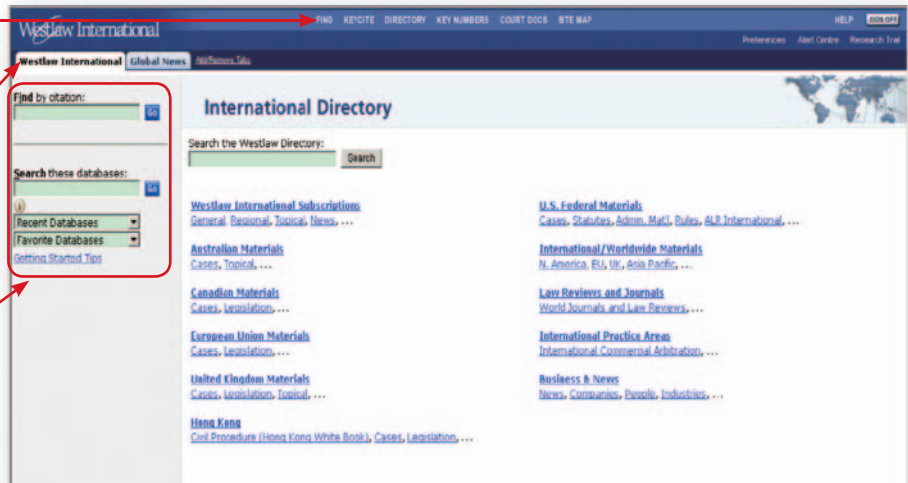 FIND KEYCITE DIRECTORY KEY NUMBERS COURT DOCS SITE MAP HELP SIGN OFF
Westlaw International
Preferences Alert Centre Research Trail
Westlaw International Global News Add/Remove Tabs
Find by citation:
Go
International Directory
Search the Westlaw Directory:
Search
Search these databases:
Go
Recent Databases
Favorite Databases
Getting Started Tips
Westlaw International Subscriptions
General, Regional, Topical, News, ...
Australian Materials
Cases, Topical, ...
Canadian Materials
Cases, Legislation, ...
European Union Materials
Cases, Legislation, ...
United Kingdom Materials
Cases, Legislation, Topical, ...
Hong Kong
Civil Procedure (Hong Kong White Book), Cases, Legislation, ...
U.S. Federal Materials
Cases, Statutes, Admin. Mat'l, Rules, ALR International, ...
International/Worldwide Materials
N. America, EU, UK, Asia Pacific, ...
Law Reviews and Journals
World Journals and Law Reviews, ...
International Practice Areas
International Commercial Arbitration, ...
Business & News
News, Companies, People, Industries, ...